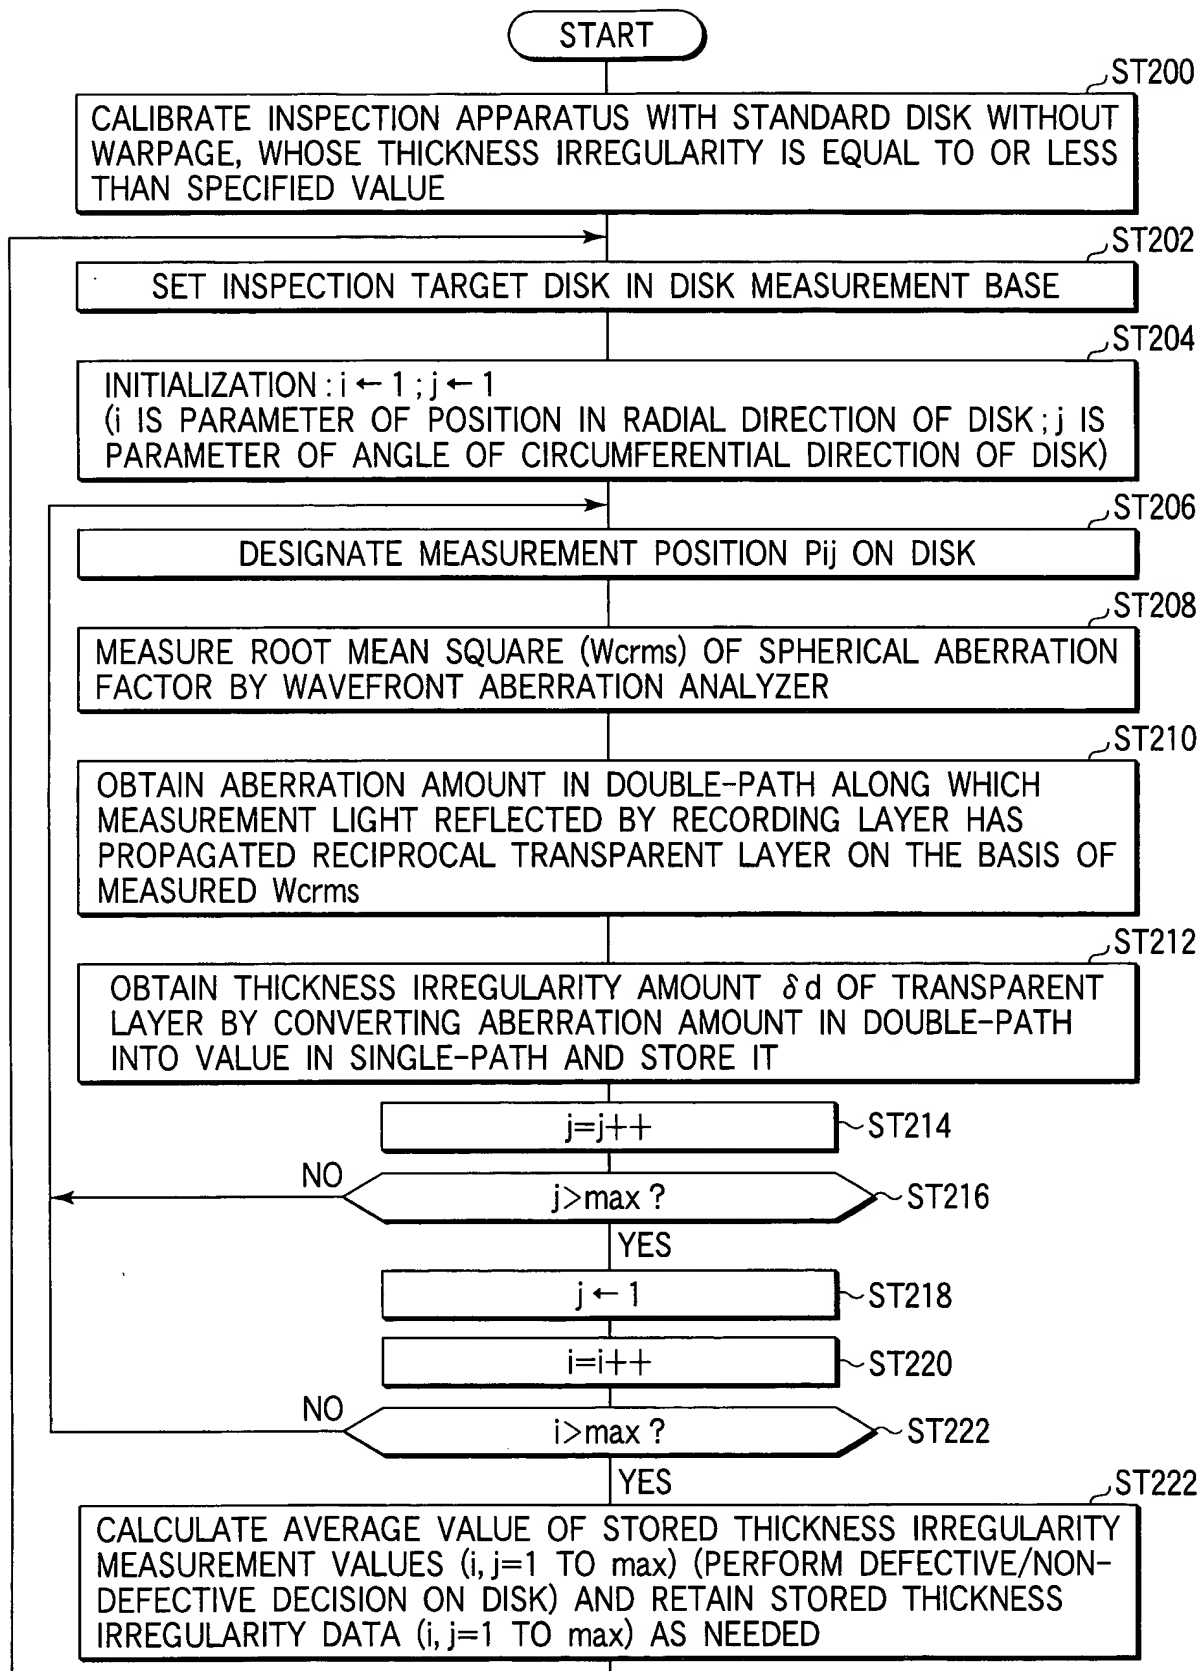 START
ST200
CALIBRATE INSPECTION APPARATUS WITH STANDARD DISK WITHOUT
WARPAGE, WHOSE THICKNESS IRREGULARITY IS EQUAL TO OR LESS
THAN SPECIFIED VALUE
ST202
SET INSPECTION TARGET DISK IN DISK MEASUREMENT BASE
ST204
INITIALIZATION : i ← 1 ; j ← 1
(i IS PARAMETER OF POSITION IN RADIAL DIRECTION OF DISK ; j IS
PARAMETER OF ANGLE OF CIRCUMFERENTIAL DIRECTION OF DISK)
ST206
DESIGNATE MEASUREMENT POSITION Pij ON DISK
ST208
MEASURE ROOT MEAN SQUARE (Wcrms) OF SPHERICAL ABERRATION
FACTOR BY WAVEFRONT ABERRATION ANALYZER
ST210
OBTAIN ABERRATION AMOUNT IN DOUBLE-PATH ALONG WHICH
MEASUREMENT LIGHT REFLECTED BY RECORDING LAYER HAS
PROPAGATED RECIPROCAL TRANSPARENT LAYER ON THE BASIS OF
MEASURED Wcrms
ST212
OBTAIN THICKNESS IRREGULARITY AMOUNT δd OF TRANSPARENT
LAYER BY CONVERTING ABERRATION AMOUNT IN DOUBLE-PATH
INTO VALUE IN SINGLE-PATH AND STORE IT
j=j++ ST214
NO
j>max ? ST216
YES
j ← 1 ST218
i=i++ ST220
NO
i>max ? ST222
YES
ST222
CALCULATE AVERAGE VALUE OF STORED THICKNESS IRREGULARITY
MEASUREMENT VALUES (i, j=1 TO max) (PERFORM DEFECTIVE/NON-
DEFECTIVE DECISION ON DISK) AND RETAIN STORED THICKNESS
IRREGULARITY DATA (i, j=1 TO max) AS NEEDED